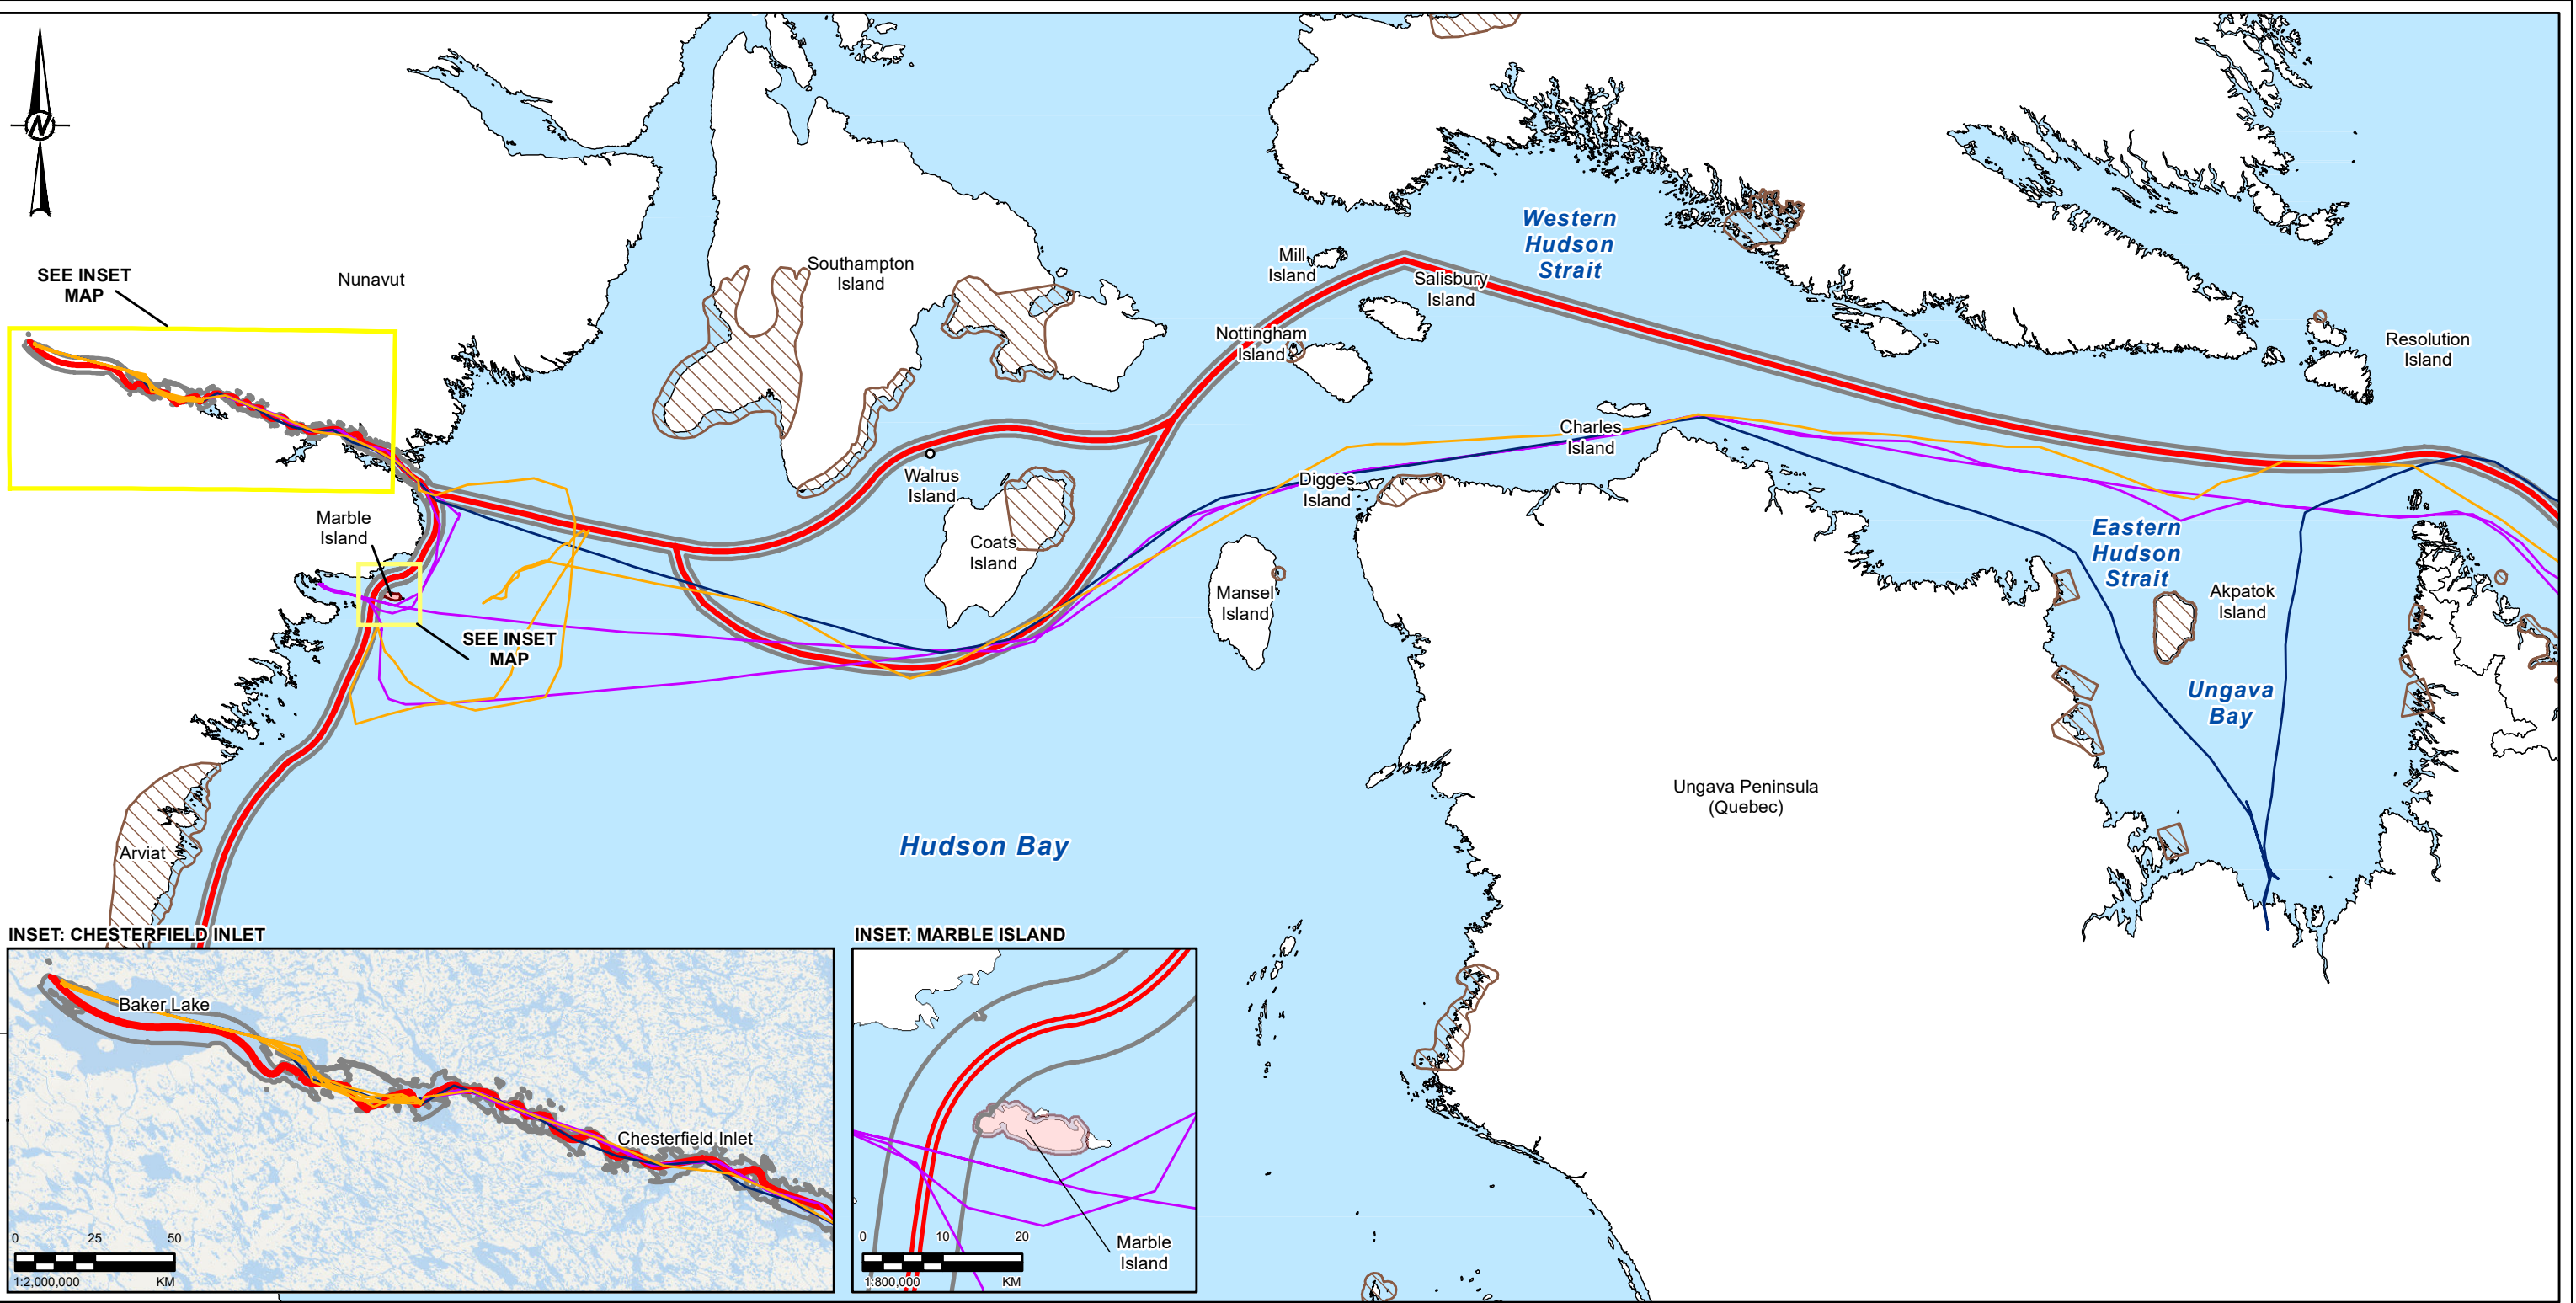 N
Western
Hudson
Strait
SEE INSET
MAP
Nunavut
Southampton
Island
Mill
Island
Salisbury
Island
Nottingham
Island
Resolution
Island
Charles
Island
Walrus
Island
Digges
Island
Marble
Island
Coats
Island
Eastern
Hudson
Strait
Mansel
Island
Akpatok
Island
SEE INSET
MAP
Ungava
Bay
Ungava Peninsula
(Quebec)
Hudson Bay
Arviat
INSET: CHESTERFIELD INLET
Baker Lake
Chesterfield Inlet
0 25 50
1:2,000,000 KM
INSET: MARBLE ISLAND
0 10 20
1:800,000 KM
Marble
Island